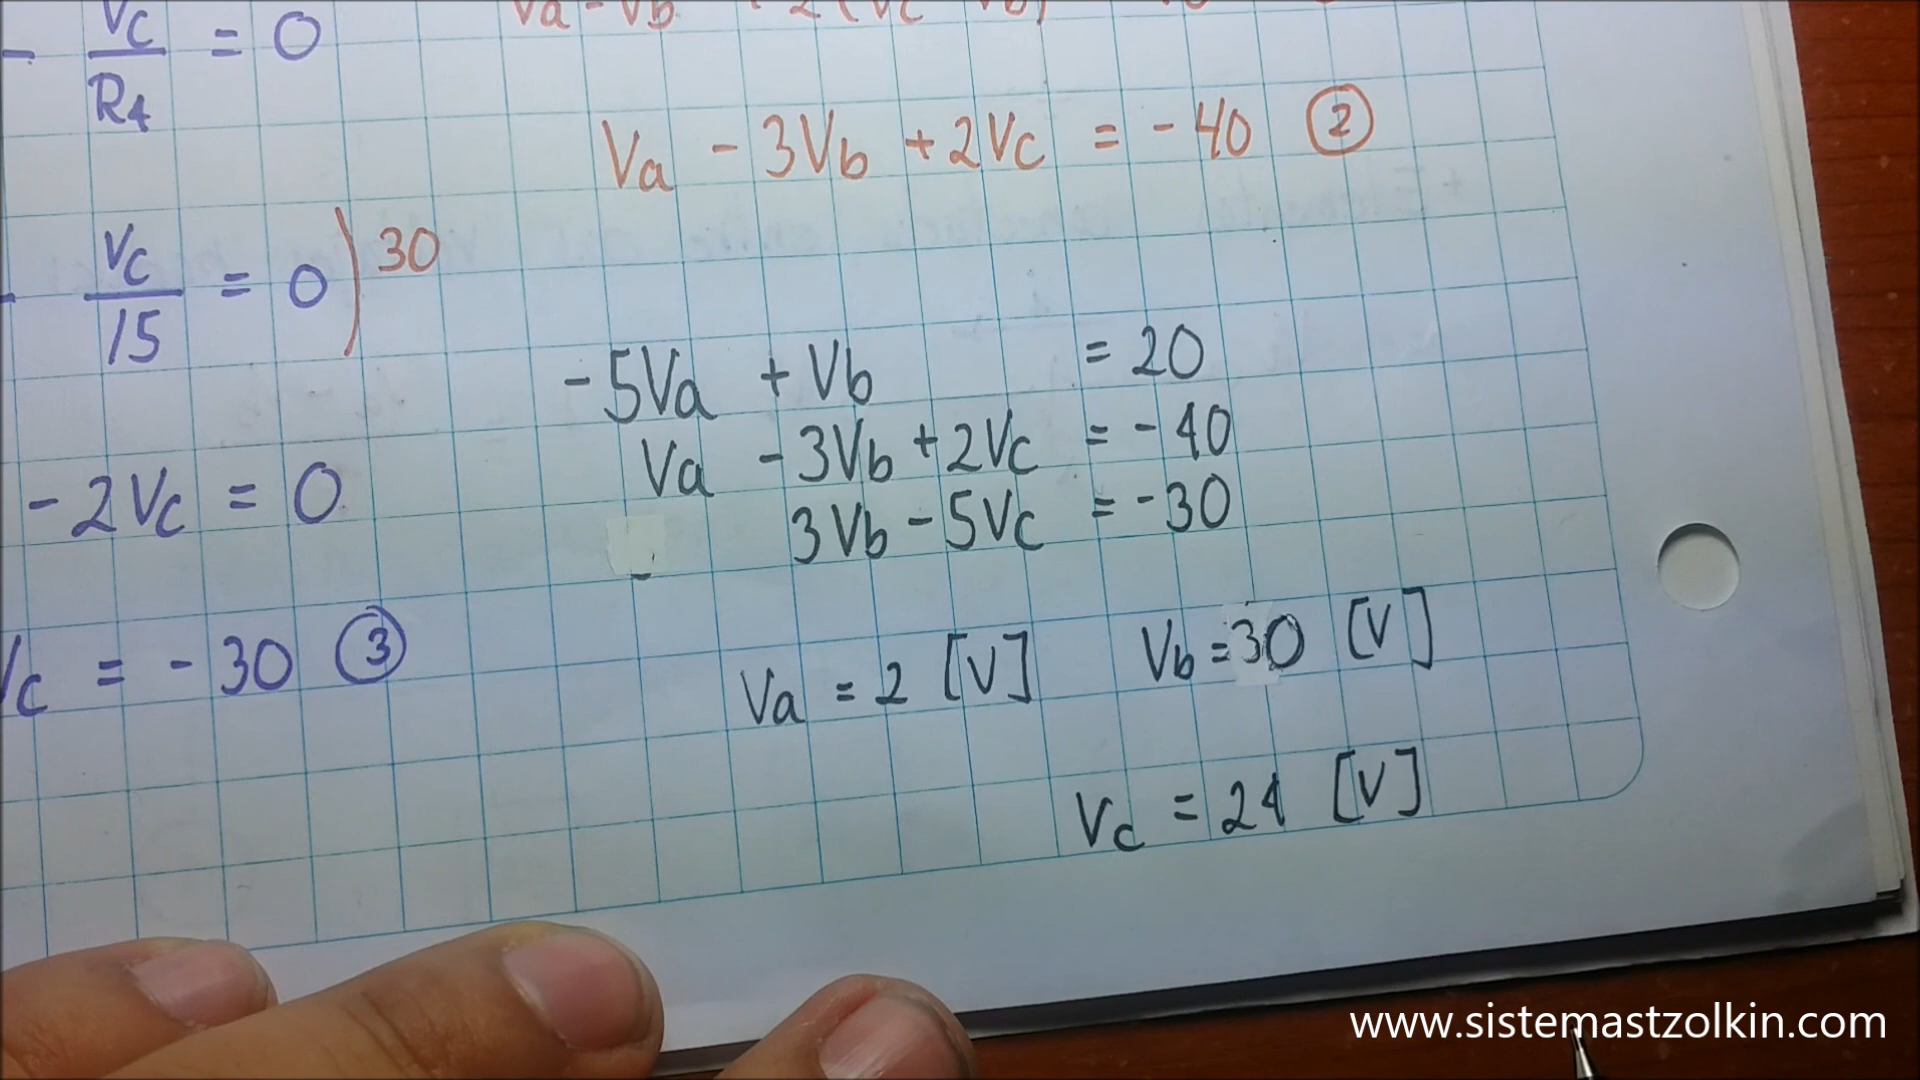 - Vc/R4 = 0
Va - 3Vb + 2Vc = -40 ②
- Vc/15 = 0 ) 30
-5Va + Vb = 20
Va - 3Vb + 2Vc = -40
3Vb - 5Vc = -30
- 2Vc = 0
Vc = -30 ③
Va = 2 [V] Vb = 30 [V]
Vc = 24 [V]
www.sistemastzolkin.com